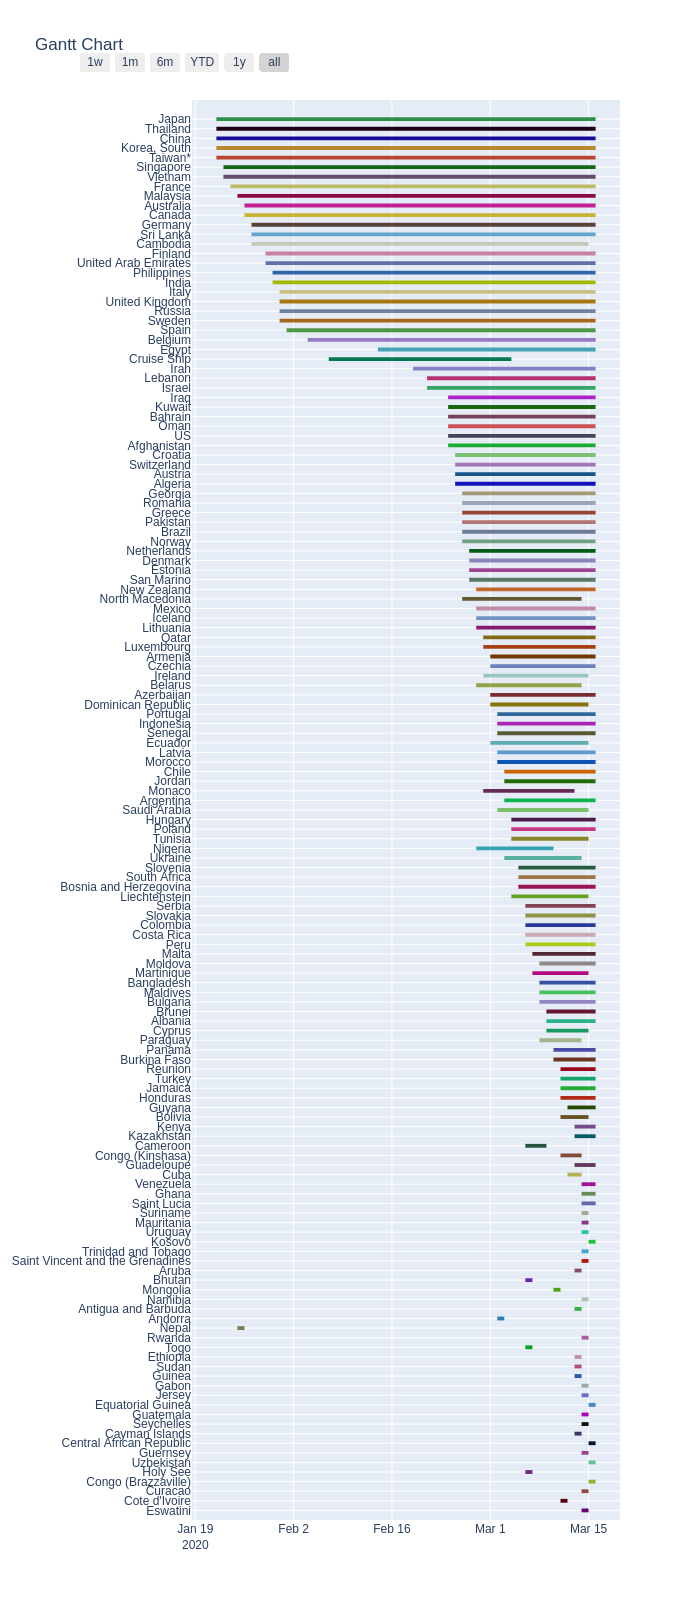 Gantt Chart
1w 1m 6m YTD 1y all
Japan
Thailand
China
Korea, South
Taiwan*
Singapore
Vietnam
France
Malaysia
Australia
Canada
Germany
Sri Lanka
Cambodia
Finland
United Arab Emirates
Philippines
India
Italy
United Kingdom
Russia
Sweden
Spain
Belgium
Egypt
Cruise Ship
Iran
Lebanon
Israel
Iraq
Kuwait
Bahrain
Oman
US
Afghanistan
Croatia
Switzerland
Austria
Algeria
Georgia
Romania
Greece
Pakistan
Brazil
Norway
Netherlands
Denmark
Estonia
San Marino
New Zealand
North Macedonia
Mexico
Iceland
Lithuania
Qatar
Luxembourg
Armenia
Czechia
Ireland
Belarus
Azerbaijan
Dominican Republic
Portugal
Indonesia
Senegal
Ecuador
Latvia
Morocco
Chile
Jordan
Monaco
Argentina
Saudi Arabia
Hungary
Poland
Tunisia
Nigeria
Ukraine
Slovenia
South Africa
Bosnia and Herzegovina
Liechtenstein
Serbia
Slovakia
Colombia
Costa Rica
Peru
Malta
Moldova
Martinique
Bangladesh
Maldives
Bulgaria
Brunei
Albania
Cyprus
Paraguay
Panama
Burkina Faso
Reunion
Turkey
Jamaica
Honduras
Guyana
Bolivia
Kenya
Kazakhstan
Cameroon
Congo (Kinshasa)
Guadeloupe
Cuba
Venezuela
Ghana
Saint Lucia
Suriname
Mauritania
Uruguay
Kosovo
Trinidad and Tobago
Saint Vincent and the Grenadines
Aruba
Bhutan
Mongolia
Namibia
Antigua and Barbuda
Andorra
Nepal
Rwanda
Togo
Ethiopia
Sudan
Guinea
Gabon
Jersey
Equatorial Guinea
Guatemala
Seychelles
Cayman Islands
Central African Republic
Guernsey
Uzbekistan
Holy See
Congo (Brazzaville)
Curacao
Cote d'Ivoire
Eswatini
Jan 19 Feb 2 Feb 16 Mar 1 Mar 15
2020